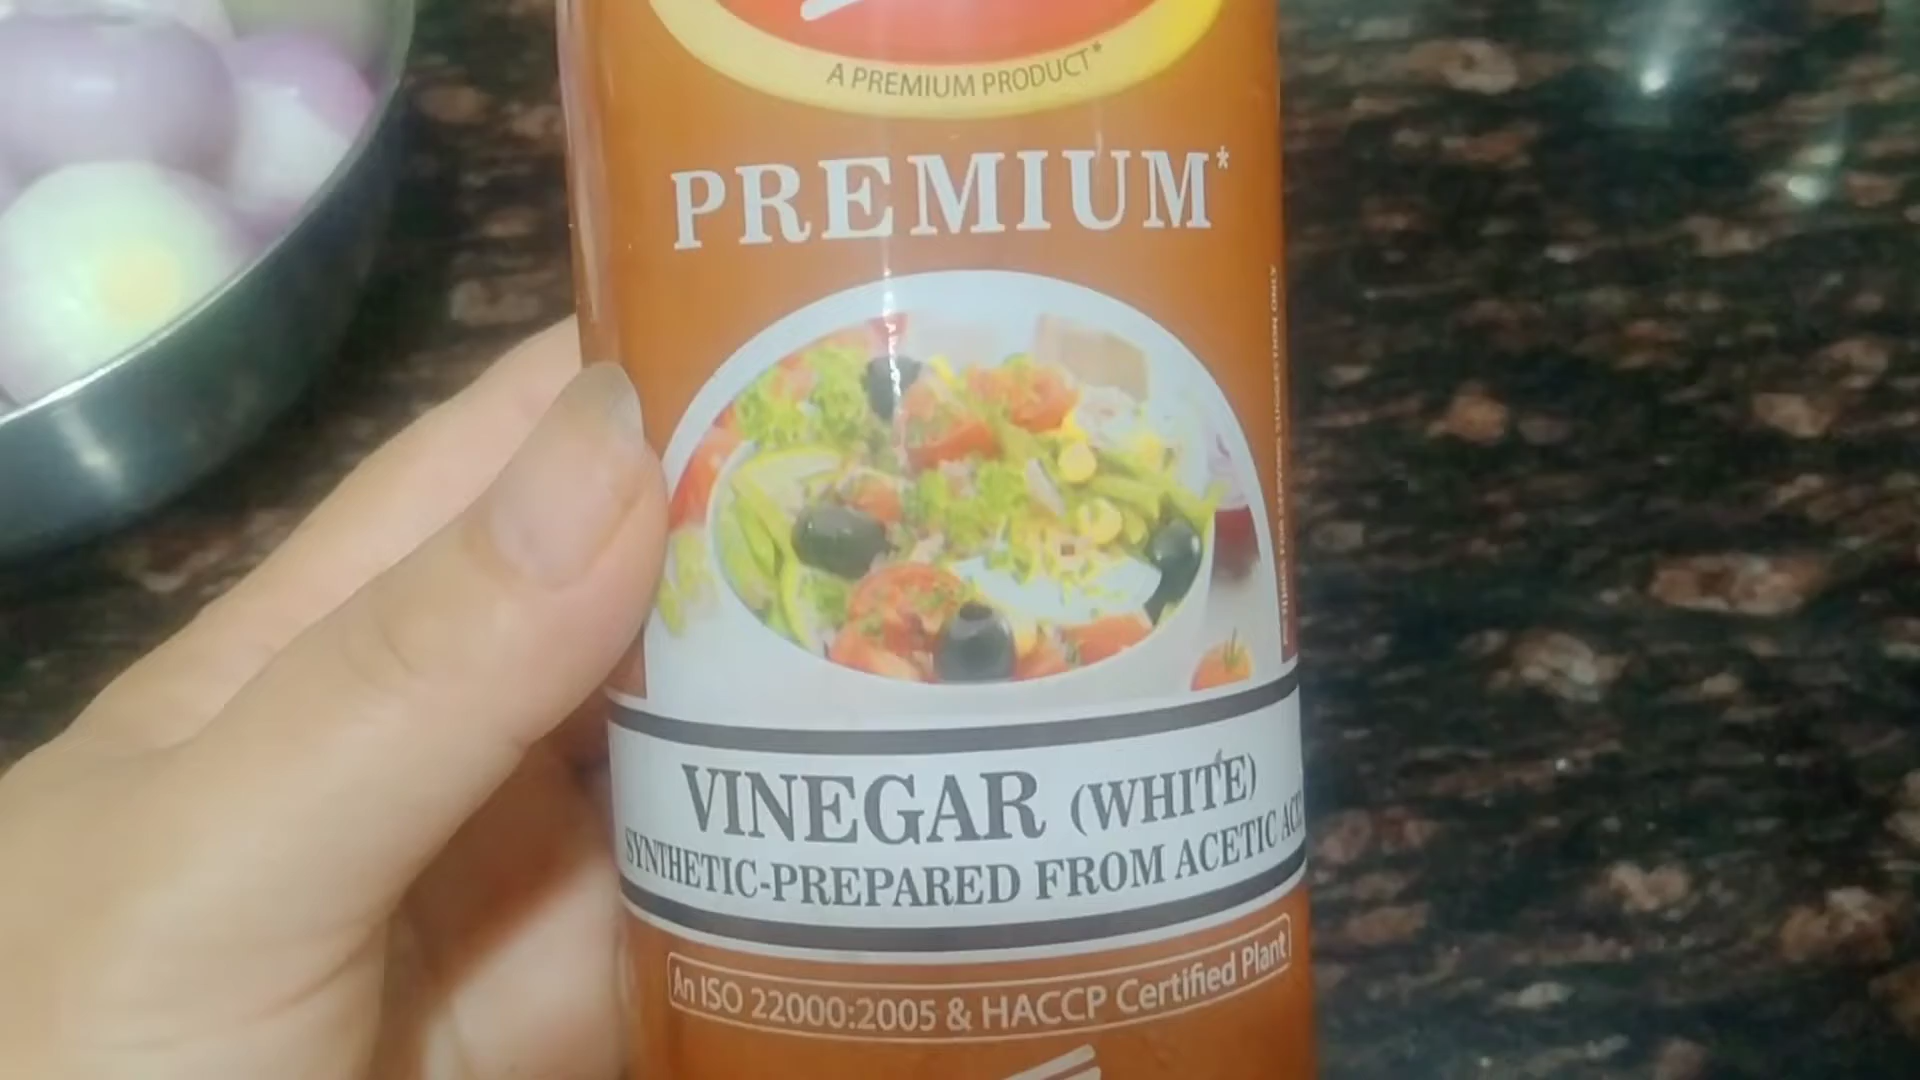 A PREMIUM PRODUCT*
PREMIUM*
VINEGAR (WHITE)
SYNTHETIC-PREPARED FROM ACETIC
An ISO 22000:2005 & HACCP Certified Plant